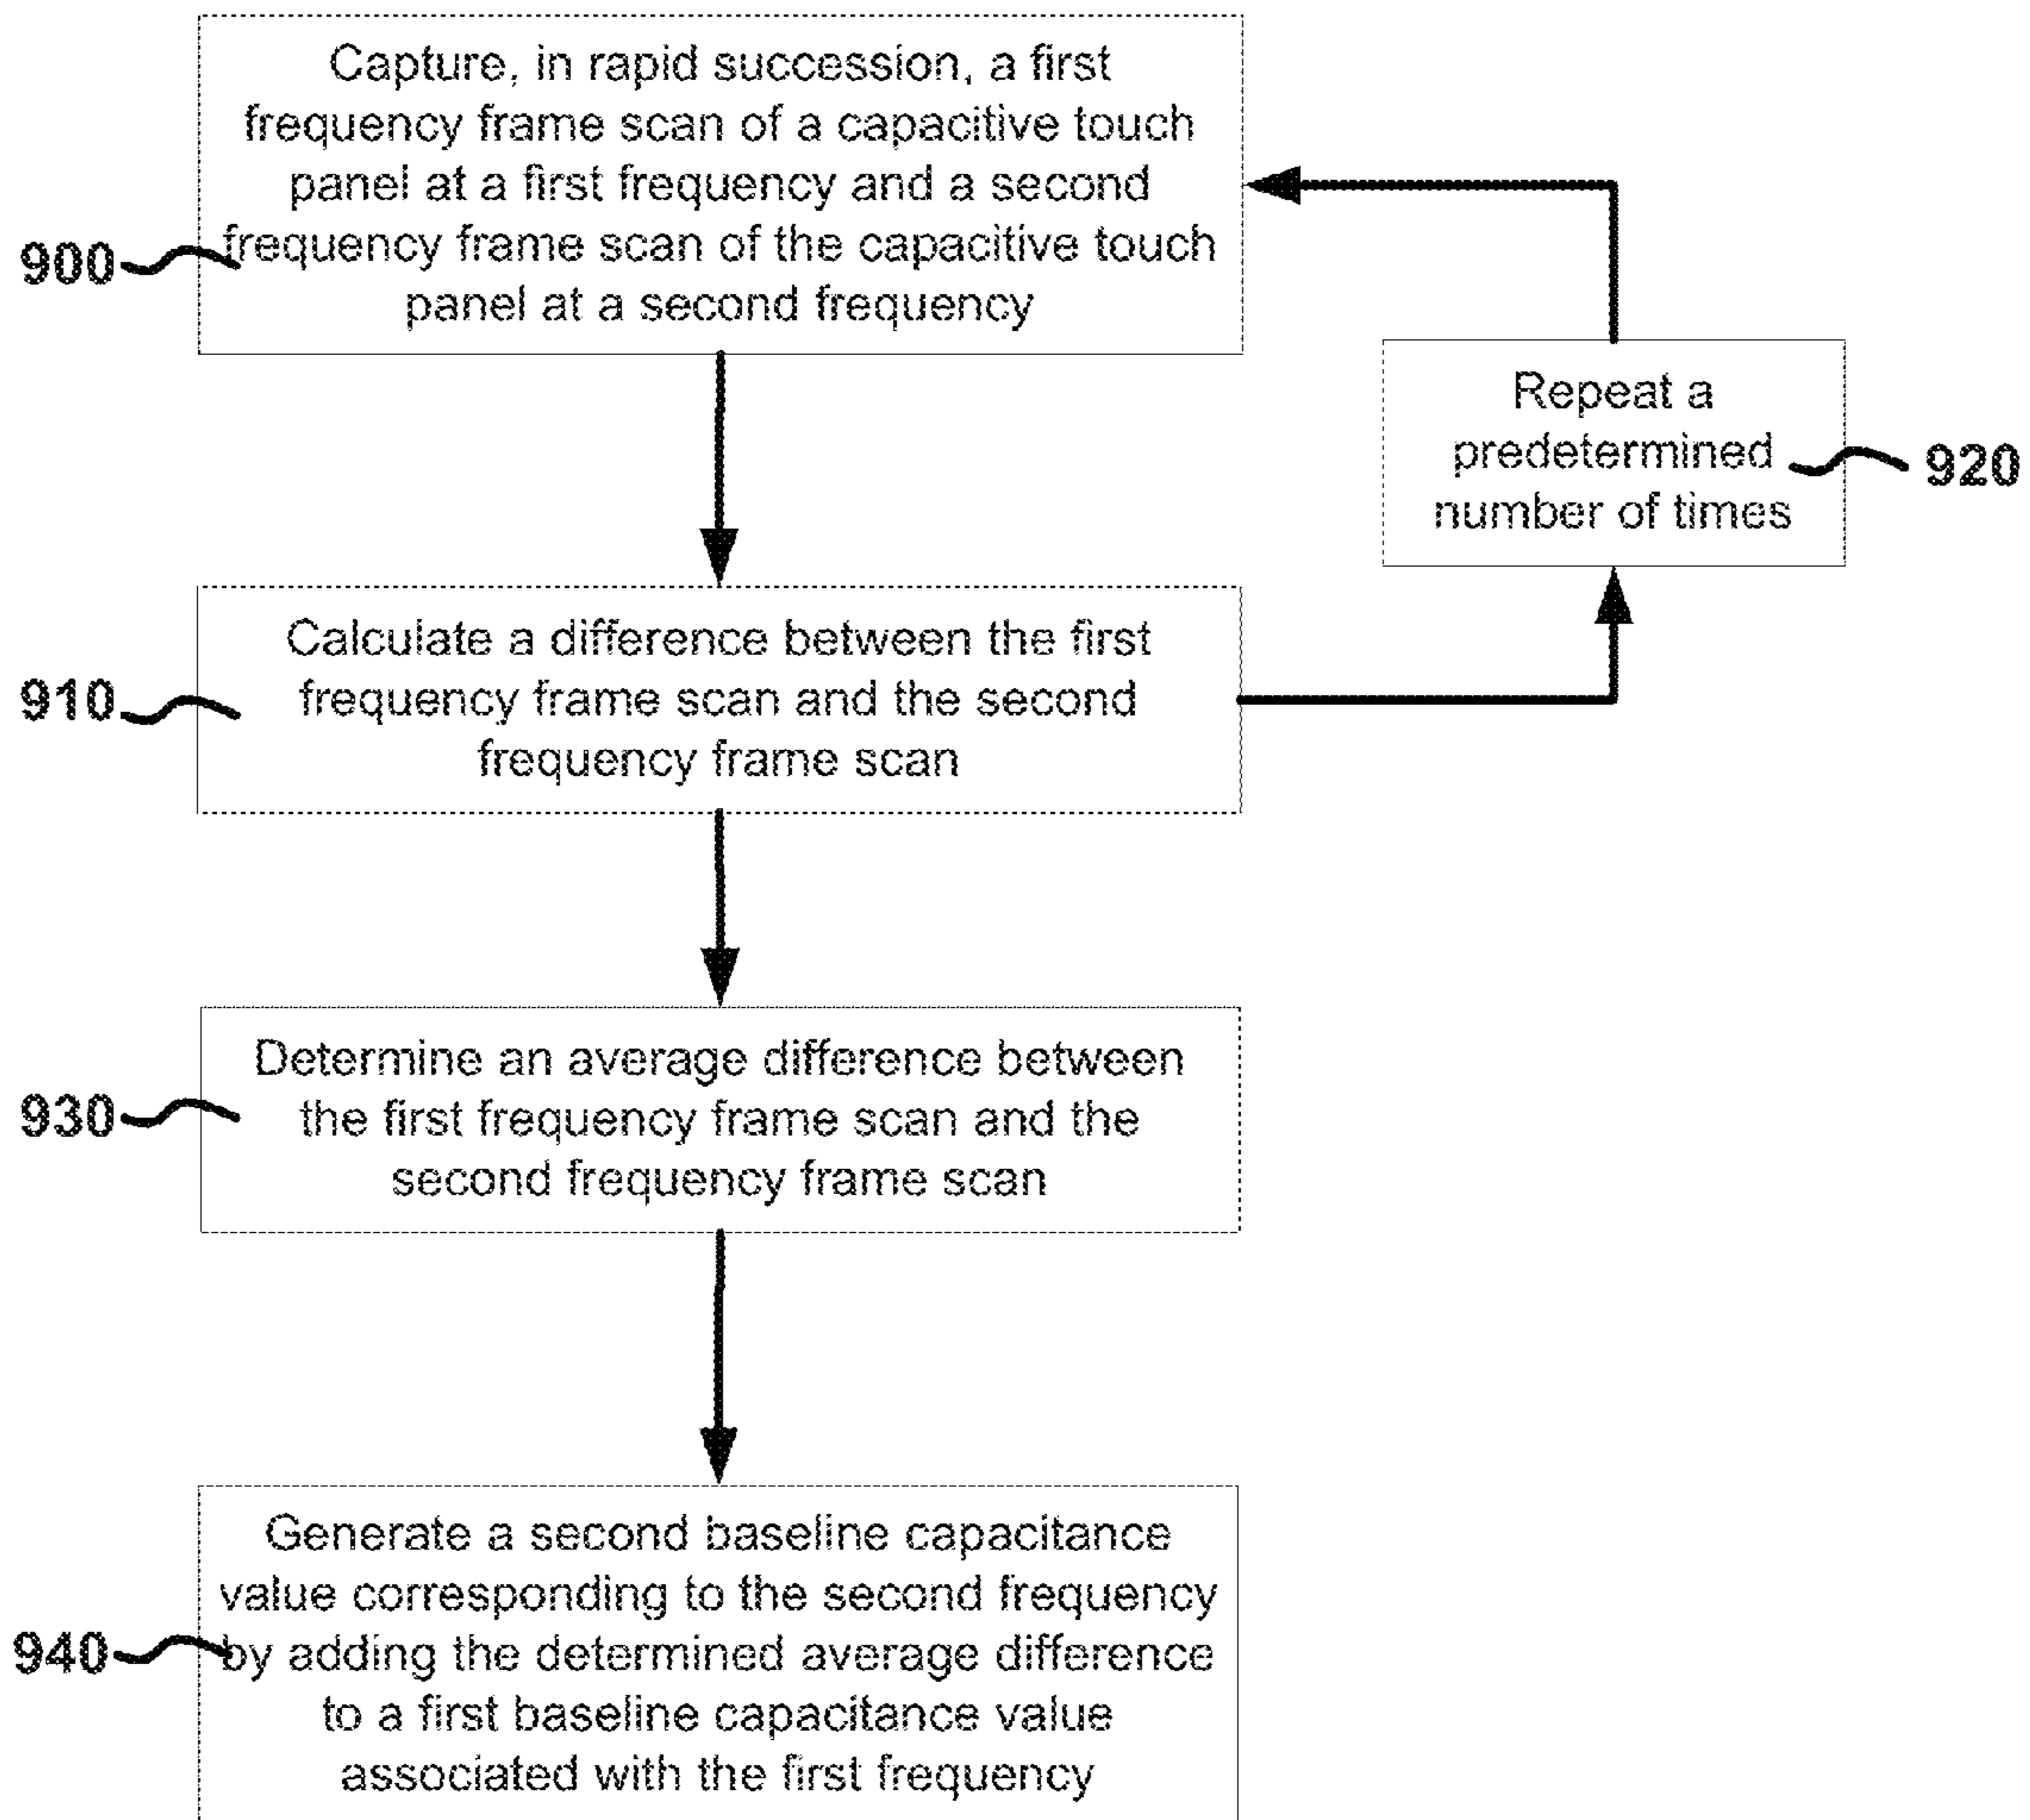 Capture, in rapid succession, a first
frequency frame scan of a capacitive touch
panel at a first frequency and a second
frequency frame scan of the capacitive touch
panel at a second frequency
900
Repeat a
predetermined
number of times
920
Calculate a difference between the first
frequency frame scan and the second
frequency frame scan
910
Determine an average difference between
the first frequency frame scan and the
second frequency frame scan
930
Generate a second baseline capacitance
value corresponding to the second frequency
by adding the determined average difference
to a first baseline capacitance value
associated with the first frequency
940